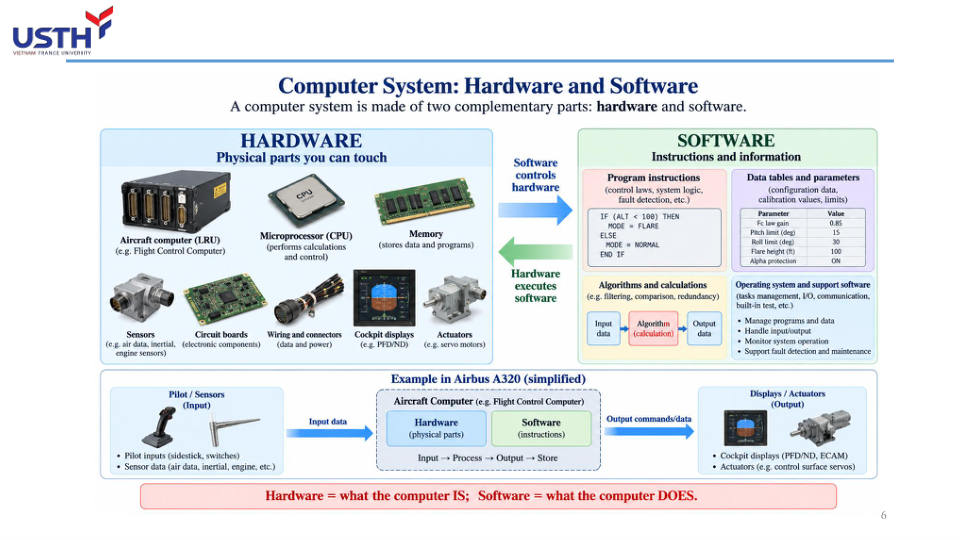 USTH
VIETNAM FRANCE UNIVERSITY
Computer System: Hardware and Software
A computer system is made of two complementary parts: hardware and software.
HARDWARE
Physical parts you can touch
CPU
Aircraft computer (LRU)
(e.g. Flight Control Computer)
Microprocessor (CPU)
(performs calculations
and control)
Memory
(stores data and programs)
Sensors
(e.g. air data, inertial,
engine sensors)
Circuit boards
(electronic components)
Wiring and connectors
(data and power)
Cockpit displays
(e.g. PFD/ND)
Actuators
(e.g. servo motors)
Software
controls
hardware
Hardware
executes
software
SOFTWARE
Instructions and information
Program instructions
(control laws, system logic,
fault detection, etc.)
IF (ALT < 100) THEN
MODE = FLARE
ELSE
MODE = NORMAL
END IF
Data tables and parameters
(configuration data,
calibration values, limits)
Parameter Value
Fc law gain 0.85
Pitch limit (deg) 15
Roll limit (deg) 30
Flare height (ft) 100
Alpha protection ON
Algorithms and calculations
(e.g. filtering, comparison, redundancy)
Input
data
Algorithm
(calculation)
Output
data
Operating system and support software
(tasks management, I/O, communication,
built-in test, etc.)
• Manage programs and data
• Handle input/output
• Monitor system operation
• Support fault detection and maintenance
Example in Airbus A320 (simplified)
Pilot / Sensors
(Input)
• Pilot inputs (sidestick, switches)
• Sensor data (air data, inertial, engine, etc.)
Input data
Aircraft Computer (e.g. Flight Control Computer)
Hardware
(physical parts)
Software
(instructions)
Input → Process → Output → Store
Output commands/data
Displays / Actuators
(Output)
• Cockpit displays (PFD/ND, ECAM)
• Actuators (e.g. control surface servos)
Hardware = what the computer IS; Software = what the computer DOES.
6